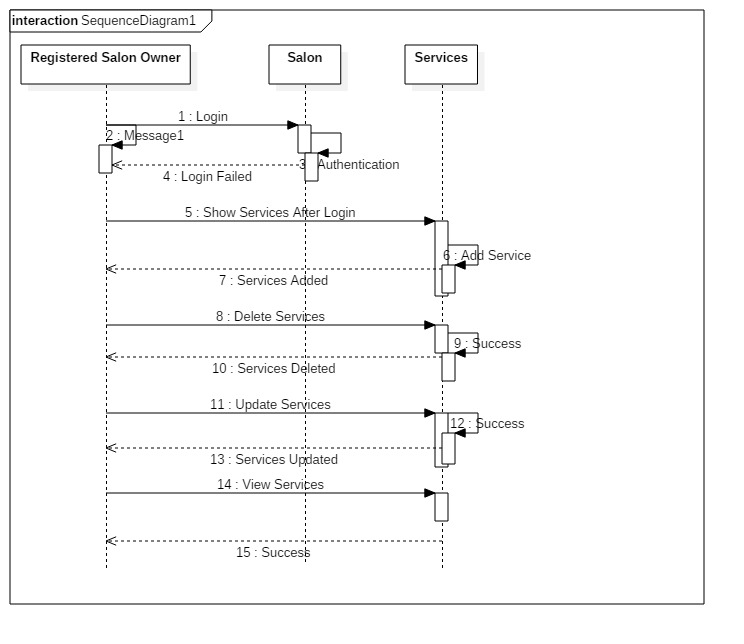 interaction SequenceDiagram1
Registered Salon Owner
Salon
Services
1 : Login
2 : Message1
3 : Authentication
4 : Login Failed
5 : Show Services After Login
6 : Add Service
7 : Services Added
8 : Delete Services
9 : Success
10 : Services Deleted
11 : Update Services
12 : Success
13 : Services Updated
14 : View Services
15 : Success